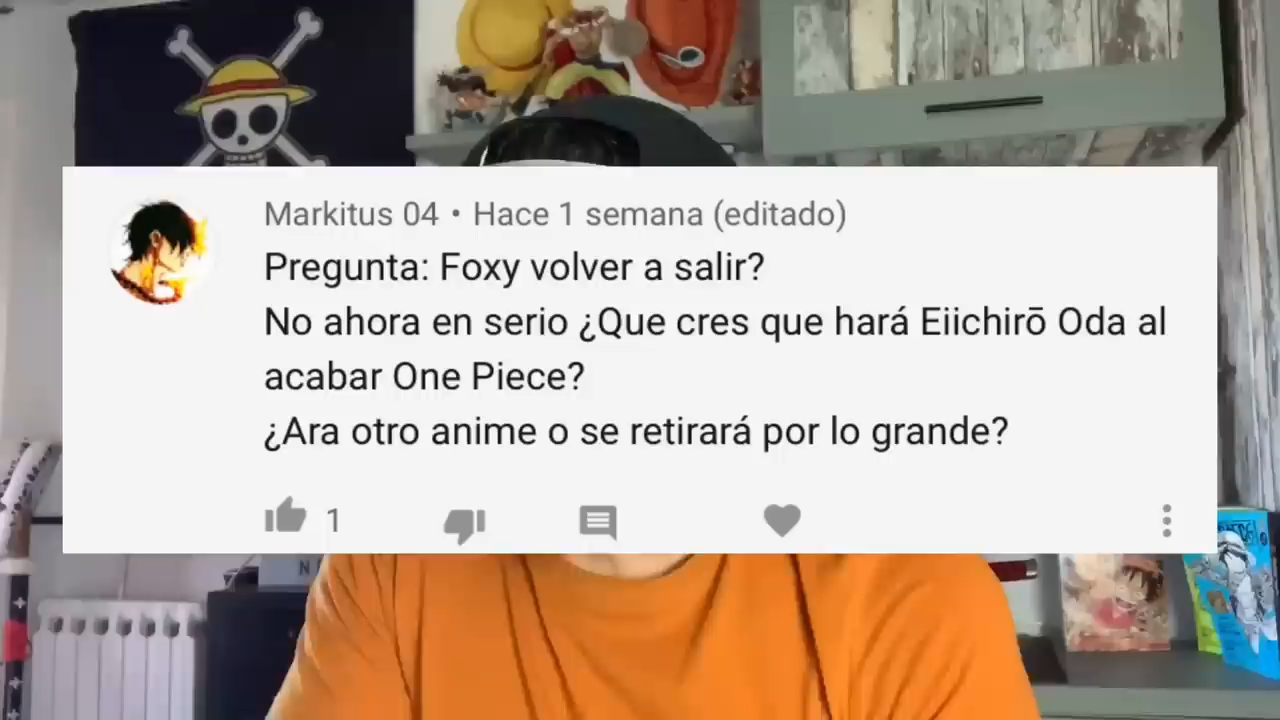 Markitus 04 • Hace 1 semana (editado)
Pregunta: Foxy volver a salir?
No ahora en serio ¿Que cres que hará Eiichirō Oda al
acabar One Piece?
¿Ara otro anime o se retirará por lo grande?
1